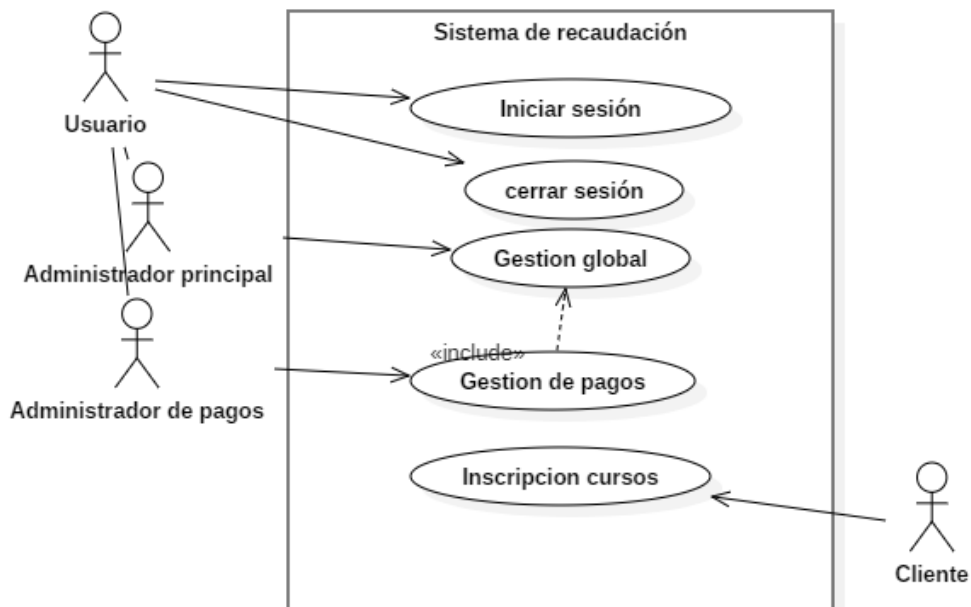 Sistema de recaudación
Iniciar sesión
Usuario
cerrar sesión
Gestion global
Administrador principal
«include»
Gestion de pagos
Administrador de pagos
Inscripcion cursos
Cliente